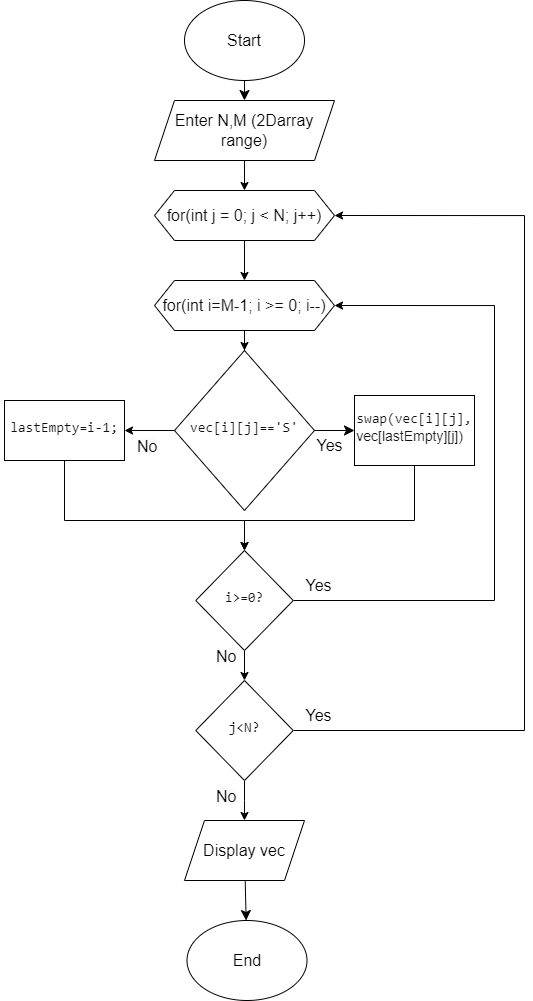 Start
Enter N,M (2Darray
range)
for(int j = 0; j < N; j++)
for(int i=M-1; i >= 0; i--)
vec[i][j]=='S'
lastEmpty=i-1;
No
Yes
swap(vec[i][j],
vec[lastEmpty][j])
i>=0?
Yes
No
j<N?
Yes
No
Display vec
End